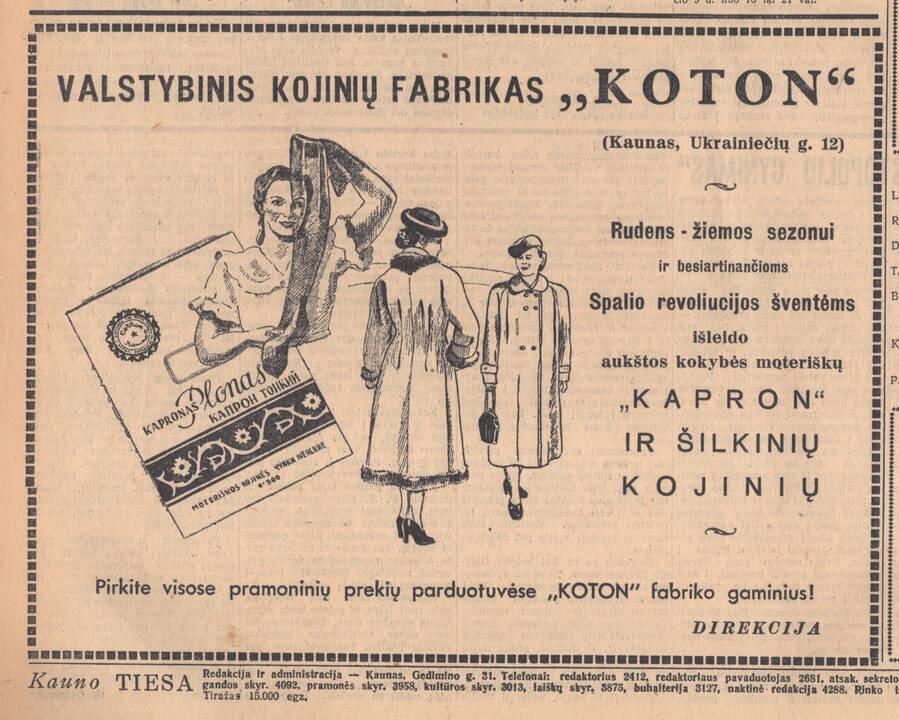 VALSTYBINIS KOJINIŲ FABRIKAS „KOTON“
(Kaunas, Ukrainiečių g. 12)
Rudens - žiemos sezonui
ir besiartinančioms
Spalio revoliucijos šventėms
išleido
aukštos kokybės moteriškų
„KAPRON“
IR ŠILKINIŲ
KOJINIŲ
KAPRONAS Plonas
КАПРОН ТОНКИЙ
MOTERIŠKOS KOJINĖS
Pirkite visose pramoninių prekių parduotuvėse „KOTON” fabriko gaminius!
DIREKCIJA
Kauno TIESA
Redakcija ir administracija — Kaunas, Gedimino g. 31. Telefonai: redaktorius 2412, redaktoriaus pavaduotojas 2681, atsak. sekreto
gandos skyr. 4092, pramonės skyr. 3958, kultūros skyr. 3013, laiškų skyr. 3875, buhalterija 3127, naktinė redakcija 4288. Rinko
Tiražas 15.000 egz.